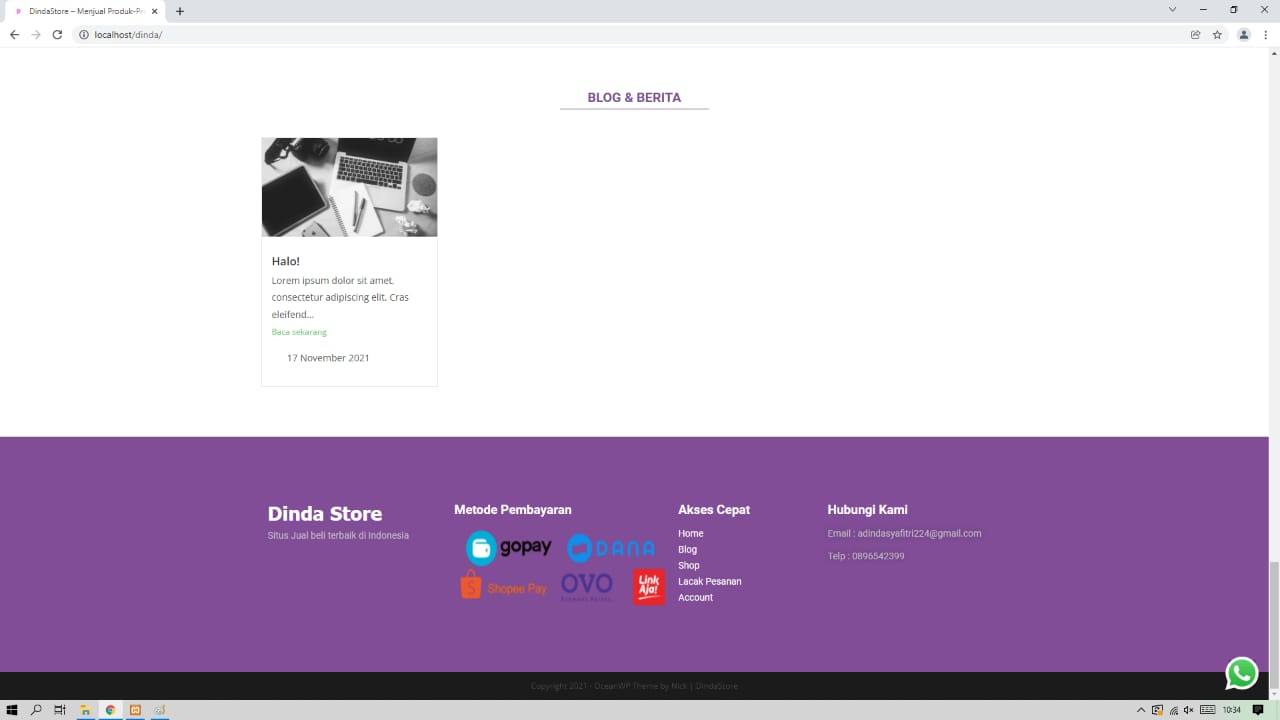 DindaStore – Menjual Produk-Pro
localhost/dinda/
BLOG & BERITA
Halo!
Lorem ipsum dolor sit amet,
consectetur adipiscing elit. Cras
eleifend...
Baca sekarang
17 November 2021
Dinda Store
Situs Jual beli terbaik di Indonesia
Metode Pembayaran
gopay
DANA
Shopee Pay
OVO
Link
Aja!
Akses Cepat
Home
Blog
Shop
Lacak Pesanan
Account
Hubungi Kami
Email : adindasyafitri224@gmail.com
Telp : 0896542399
Copyright 2021 - OceanWP Theme by Nick | DindaStore
10:34